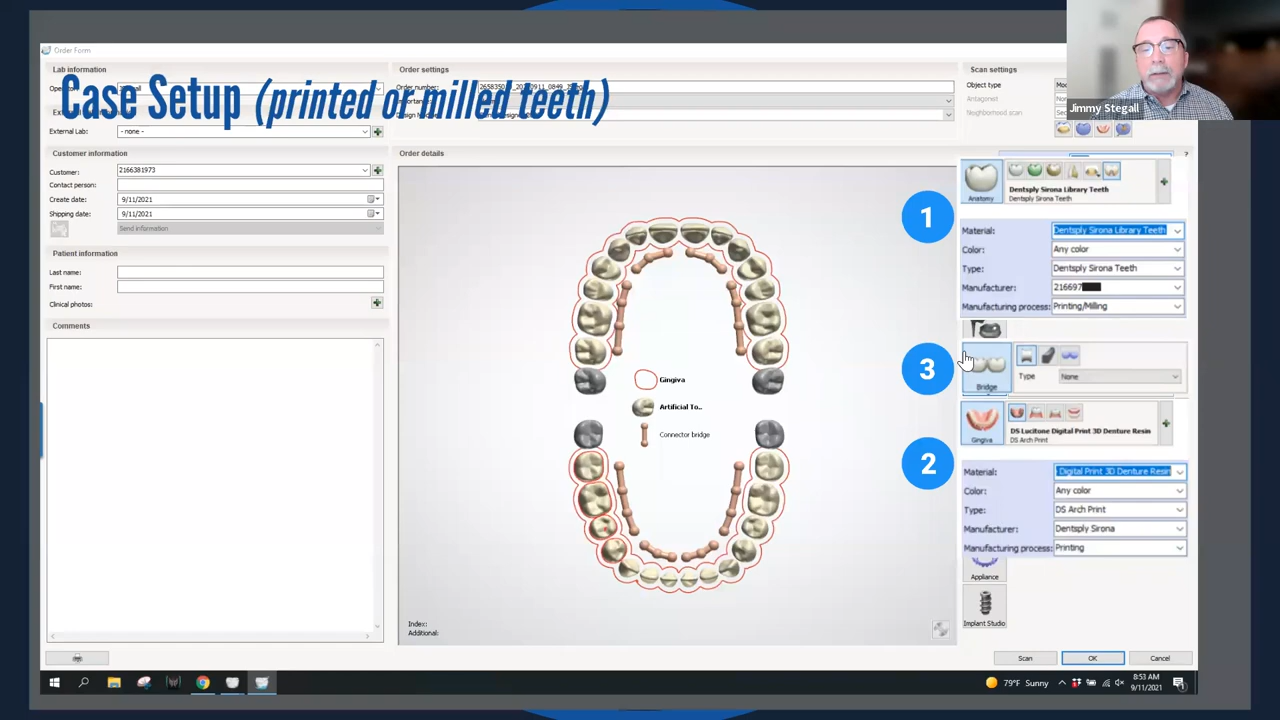 Order Form
Lab information
Order settings
Scan settings
Case Setup (printed or milled teeth)
Order number:
Object type
External Lab:
- none -
Customer information
Order details
?
Customer:
2166381973
Contact person:
Create date:
9/11/2021
Shipping date:
9/11/2021
Send information
Patient information
Last name:
First name:
Clinical photos:
Comments
Gingiva
Artificial To..
Connector bridge
Index:
Additional:
1
Anatomy
Dentsply Sirona Library Teeth
Dentsply Sirona Teeth
Material:
Dentsply Sirona Library Teeth
Color:
Any color
Type:
Dentsply Sirona Teeth
Manufacturer:
216697
Manufacturing process:
Printing/Milling
3
Bridge
Type
None
2
Gingiva
DS Lucitone Digital Print 3D Denture Resin
DS Arch Print
Material:
Digital Print 3D Denture Resin
Color:
Any color
Type:
DS Arch Print
Manufacturer:
Dentsply Sirona
Manufacturing process:
Printing
Appliance
Implant Studio
Scan
OK
Cancel
79°F Sunny
8:53 AM
9/11/2021
Jimmy Stegall